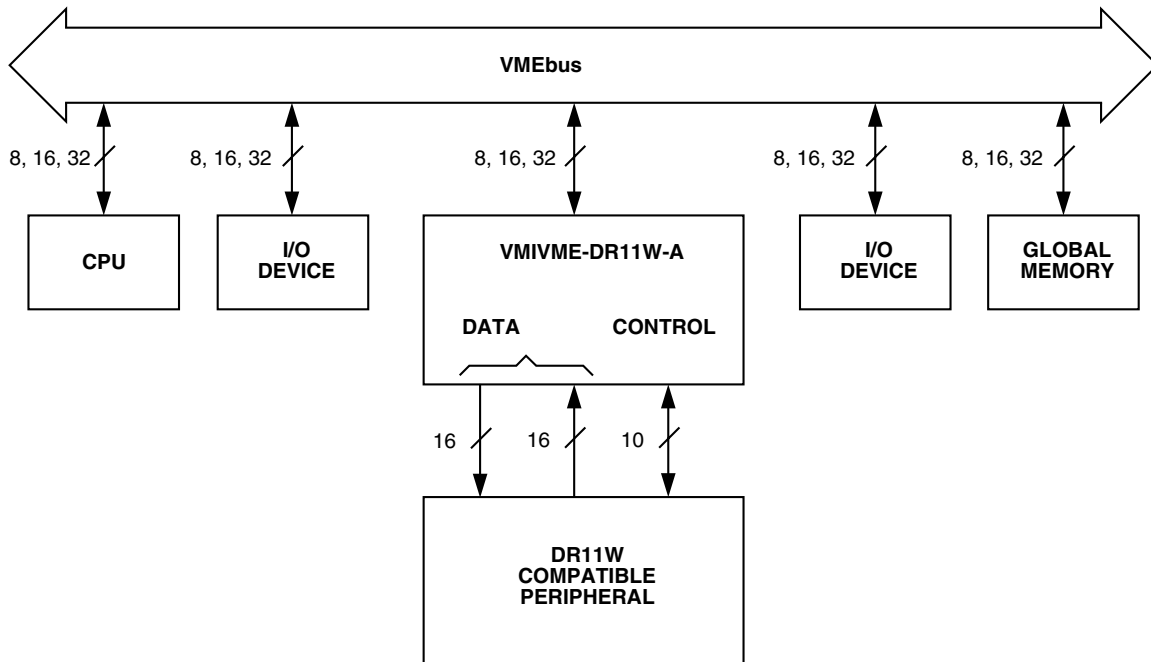 VMEbus
8, 16, 32
8, 16, 32
8, 16, 32
8, 16, 32
8, 16, 32
CPU
I/O
DEVICE
VMIVME-DR11W-A
DATA
CONTROL
I/O
DEVICE
GLOBAL
MEMORY
16
16
10
DR11W
COMPATIBLE
PERIPHERAL